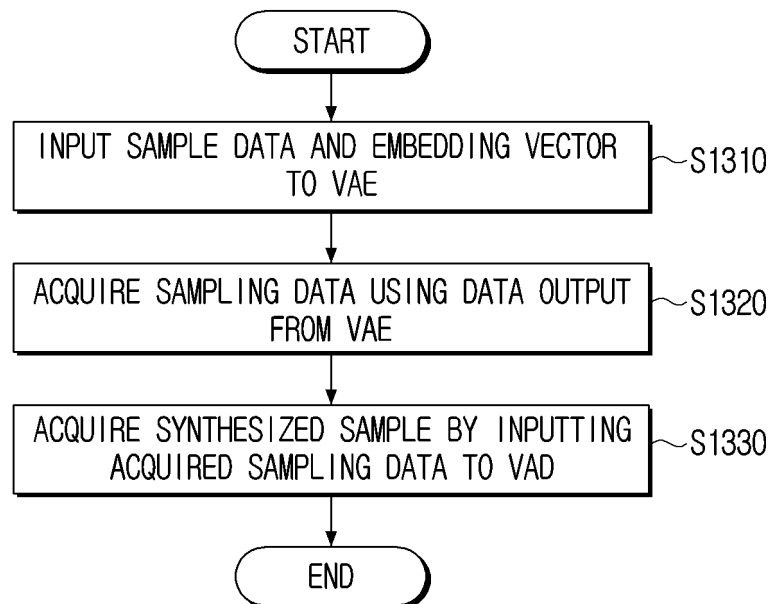 START
INPUT SAMPLE DATA AND EMBEDDING VECTOR
TO VAE
S1310
ACQUIRE SAMPLING DATA USING DATA OUTPUT
FROM VAE
S1320
ACQUIRE SYNTHESIZED SAMPLE BY INPUTTING
ACQUIRED SAMPLING DATA TO VAD
S1330
END